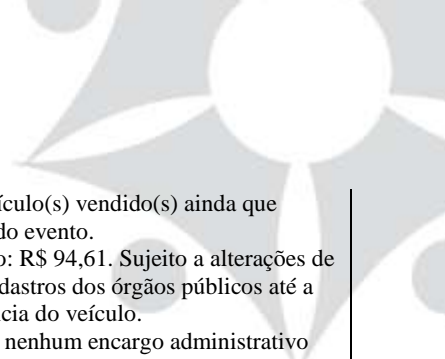 ículo(s) vendido(s) ainda que
do evento.
o: R$ 94,61. Sujeito a alterações de
dastros dos órgãos públicos até a
cia do veículo.
nenhum encargo administrativo